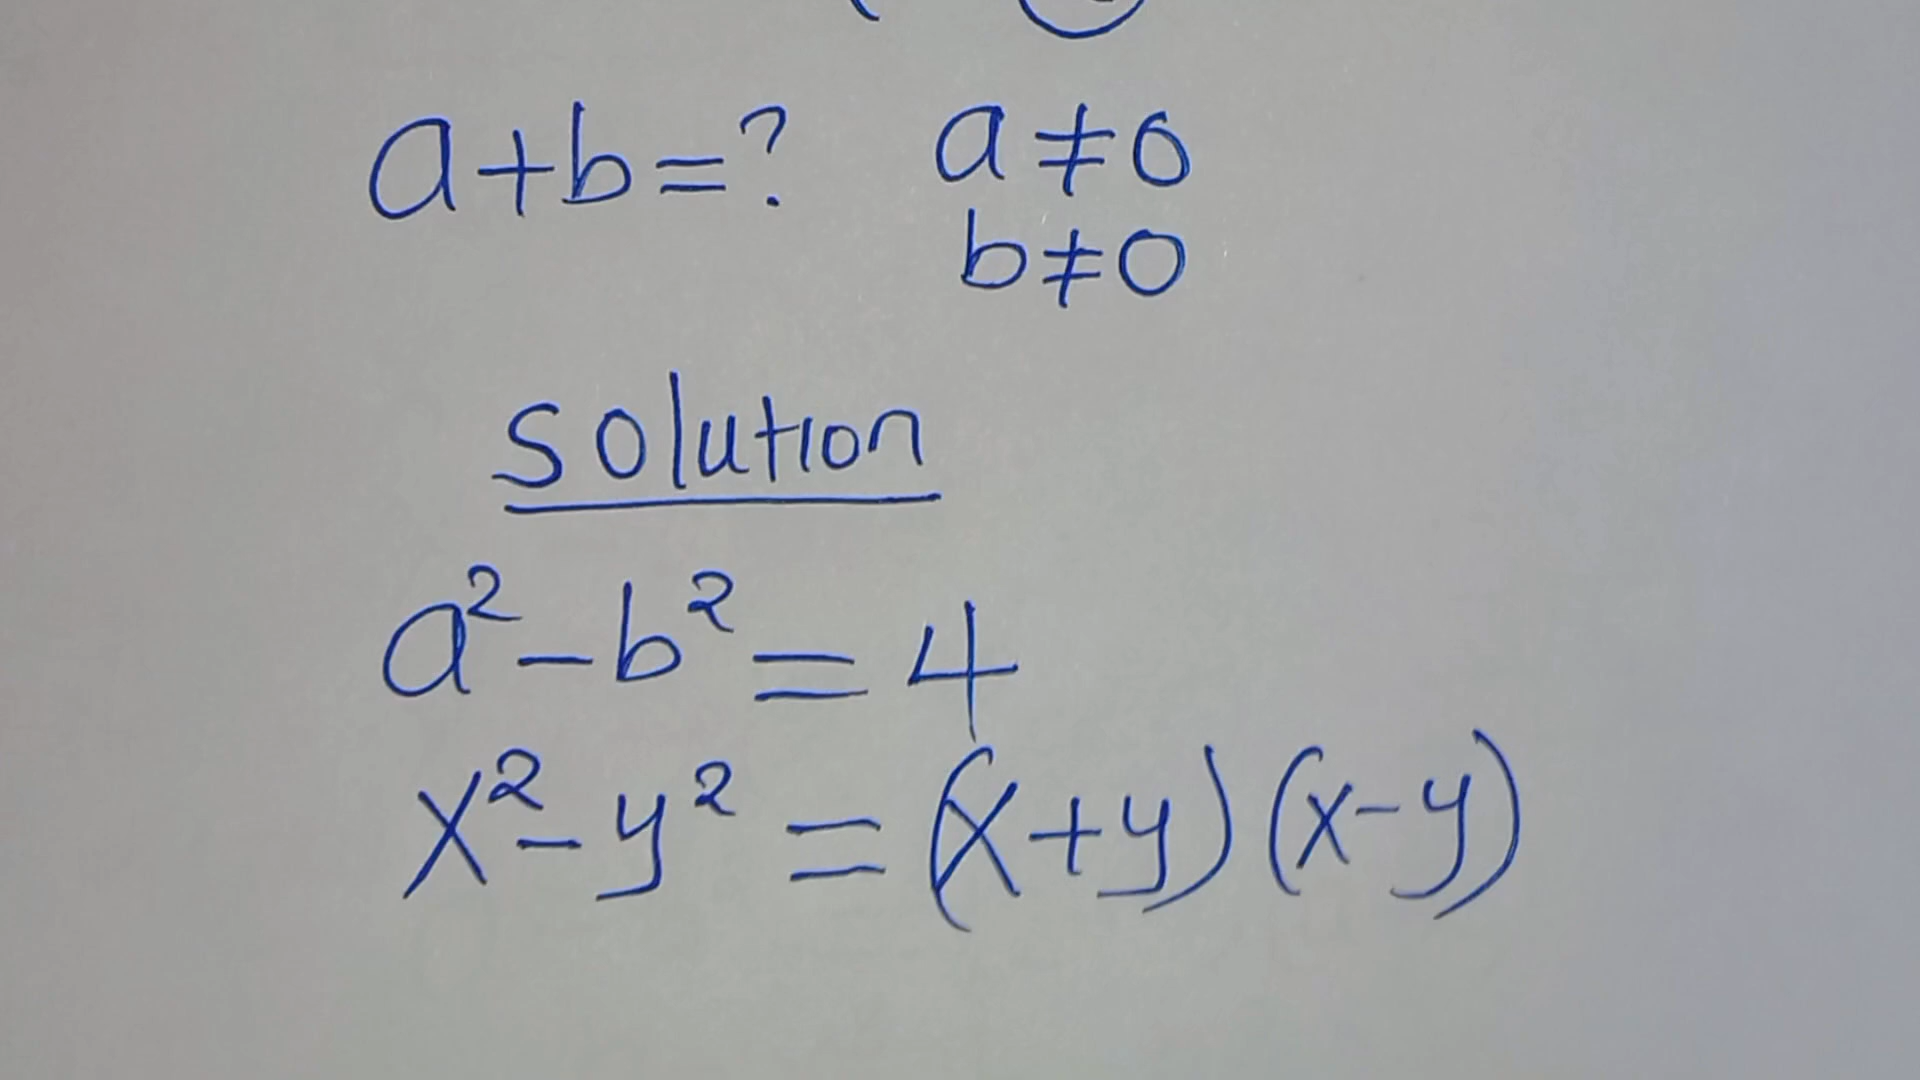 a+b=? a≠0
b≠0
solution
a²-b²=4
x²-y²=(x+y)(x-y)